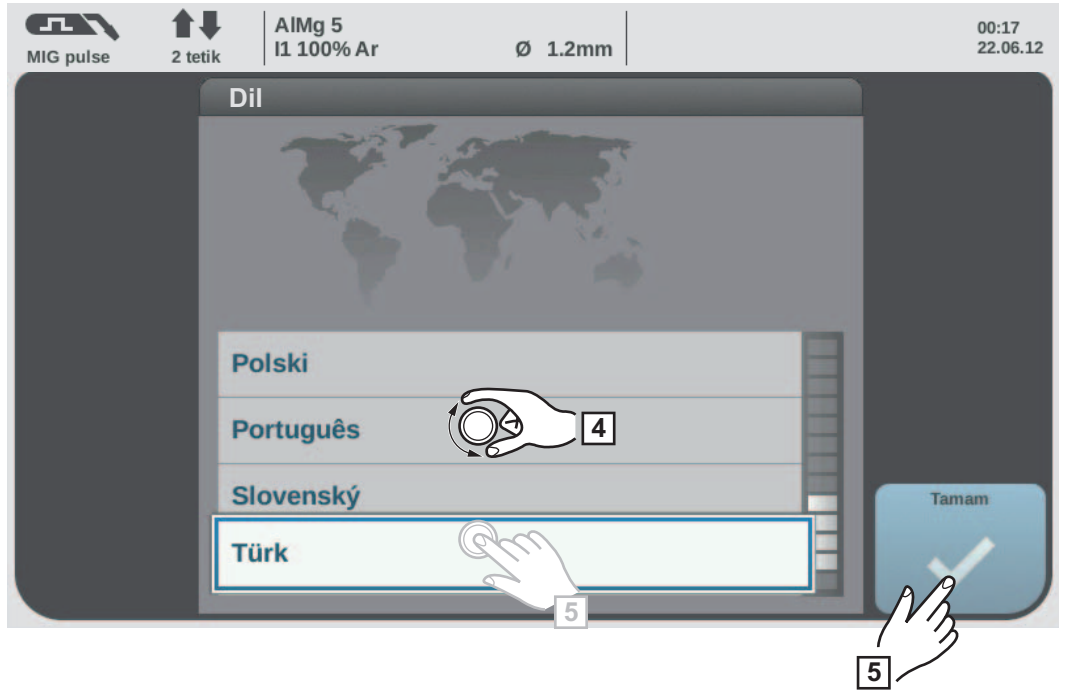 MIG pulse
2 tetik
AlMg 5
I1 100% Ar
Ø 1.2mm
00:17
22.06.12
Dil
Polski
Português
Slovenský
Türk
Tamam
4
5
5